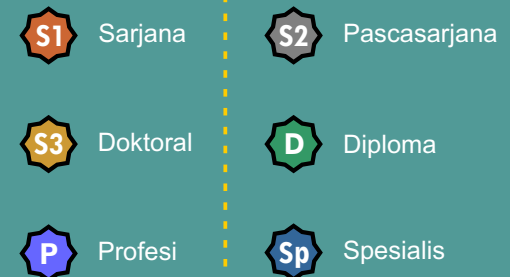 S1 Sarjana
S2 Pascasarjana
S3 Doktoral
D Diploma
P Profesi
Sp Spesialis